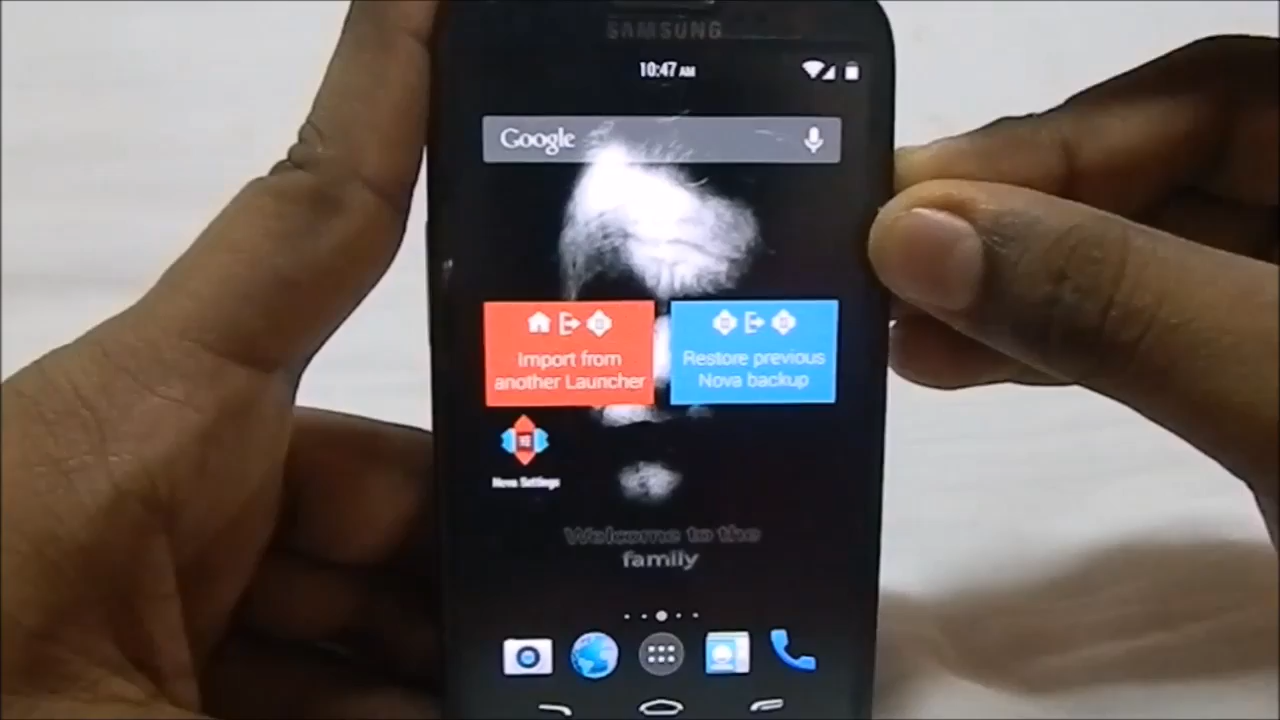 SAMSUNG
10:47 AM
Google
Import from
another Launcher
Restore previous
Nova backup
Nova Settings
Welcome to the
family